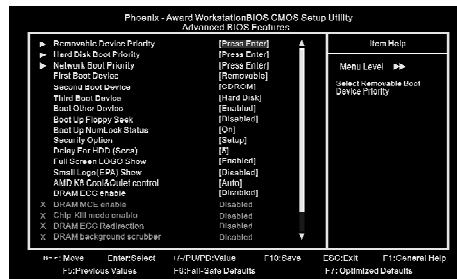 Phoenix - Award WorkstationBIOS CMOS Setup Utility
Advanced BIOS Features
Removable Device Priority [Press Enter]
Hard Disk Boot Priority [Press Enter]
Network Boot Priority [Press Enter]
First Boot Device [Removable]
Second Boot Device [CDROM]
Third Boot Device [Hard Disk]
Boot Other Device [Enabled]
Boot Up Floppy Seek [Disabled]
Boot Up NumLock Status [On]
Security Option [Setup]
Delay For HDD (Secs)
Full Screen LOGO Show [Enabled]
Small Logo(EPA) Show [Disabled]
AMD K8 Cool&Quiet control [Auto]
DRAM ECC enable [Disabled]
X DRAM MCE enable Disabled
X Chip Kill mode enable Disabled
X DRAM ECC Redirection Disabled
X DRAM background scrubber Disabled
Item Help
Menu Level ▶▶
Select Removable Boot
Device Priority
Move Enter:Select +/-/PU/PD:Value F10:Save ESC:Exit F1:General Help
F5:Previous Values F6:Fail-Safe Defaults F7: Optimized Defaults